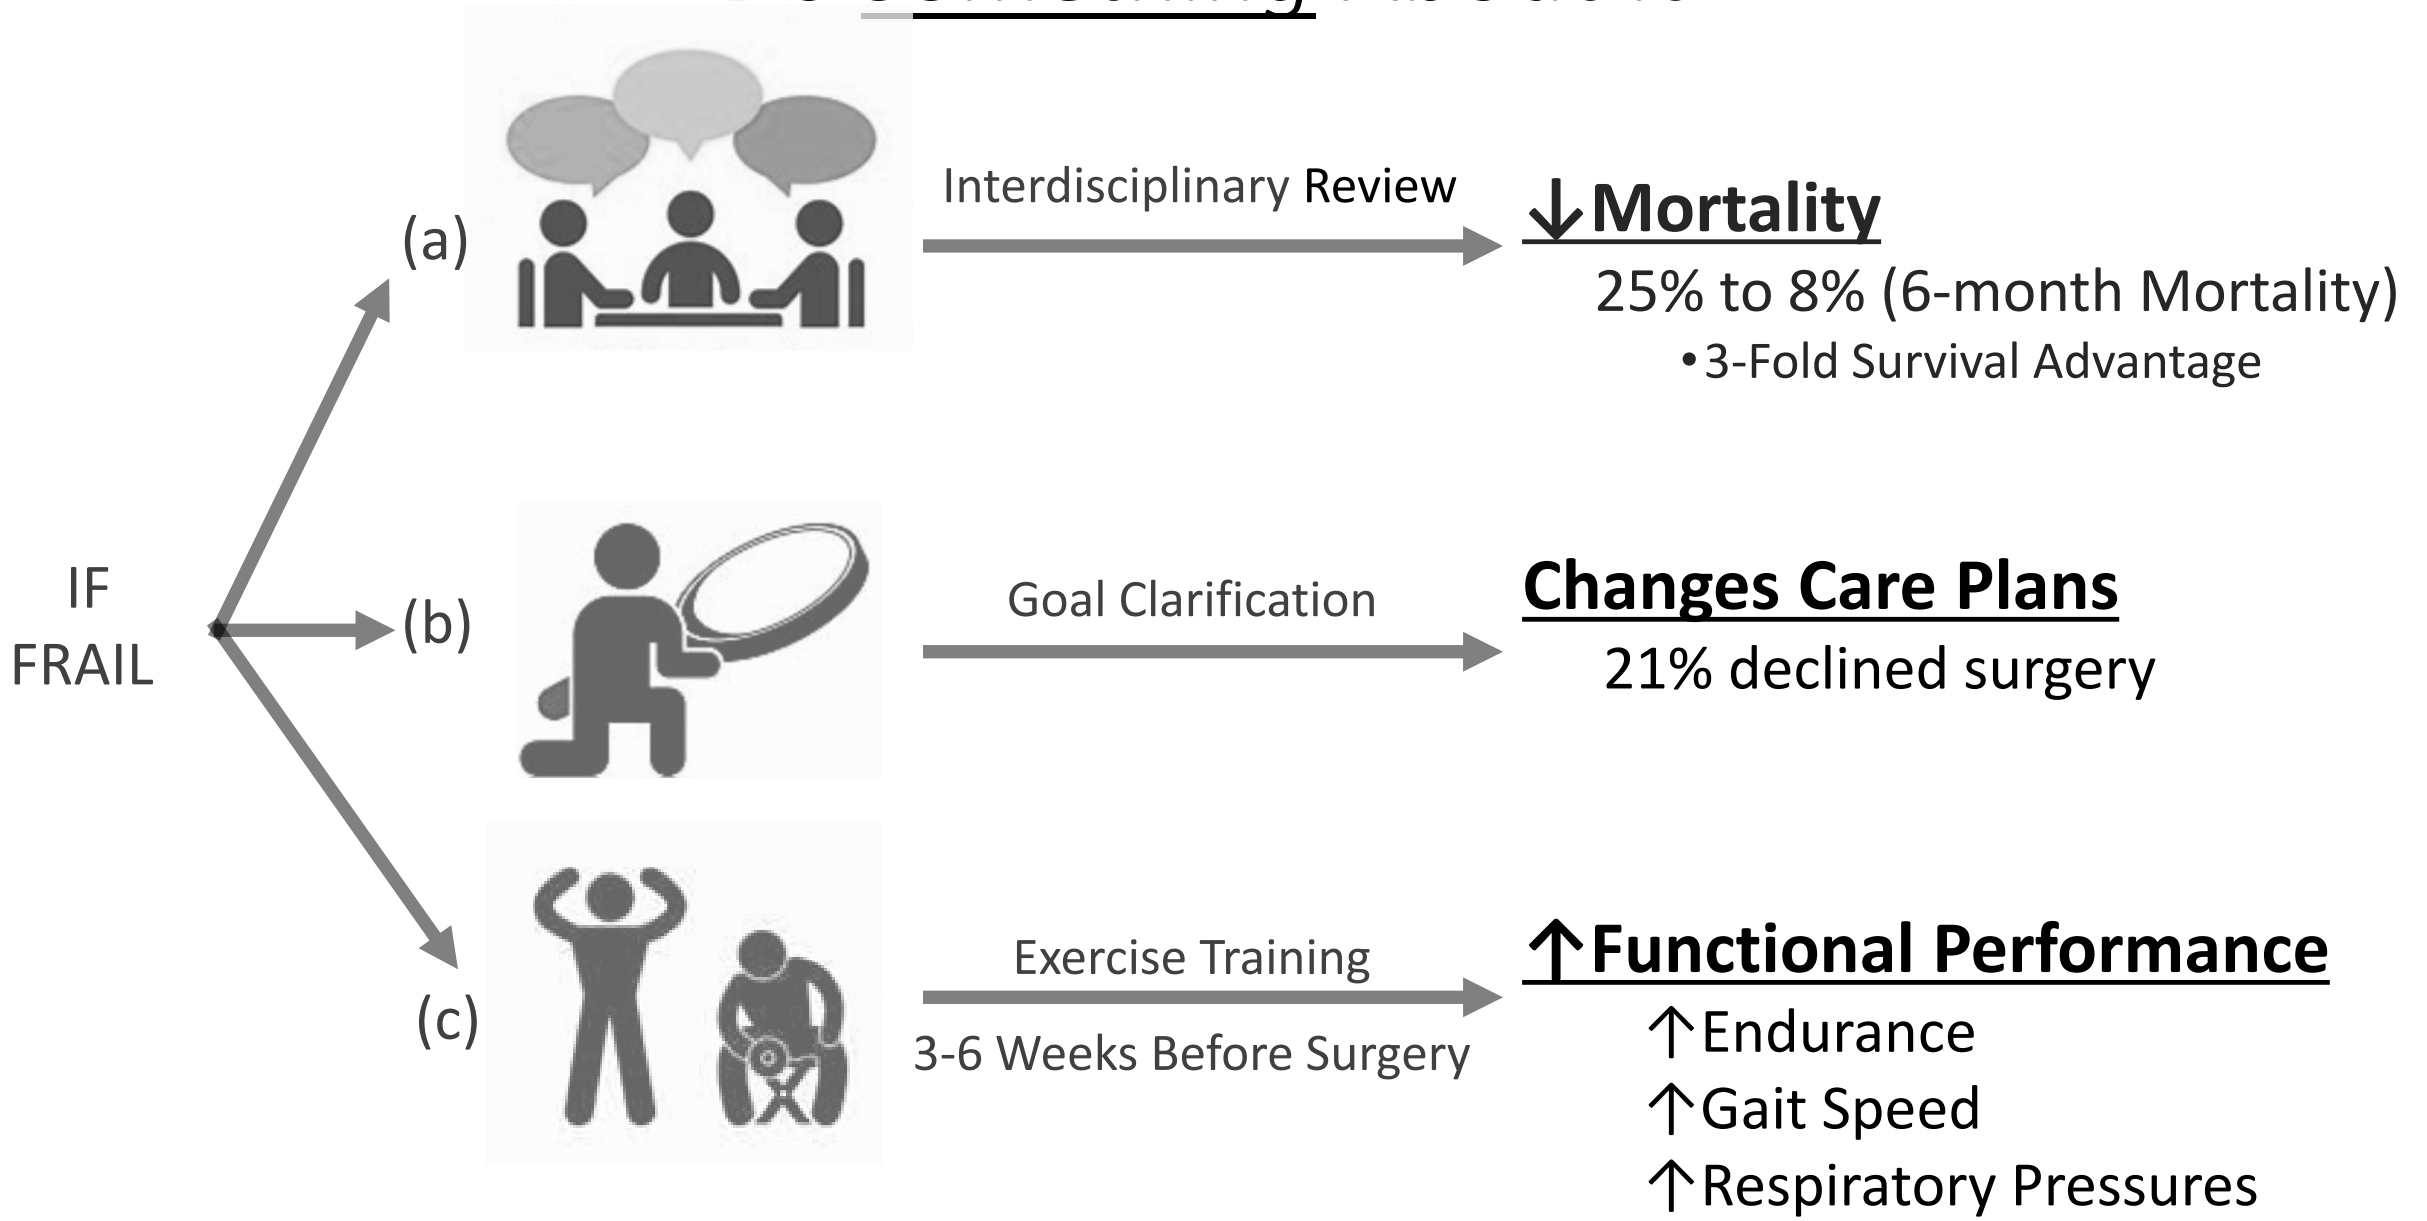 (a)
Interdisciplinary Review
↓Mortality
25% to 8% (6-month Mortality)
•3-Fold Survival Advantage
IF
FRAIL
(b)
Goal Clarification
Changes Care Plans
21% declined surgery
(c)
Exercise Training
3-6 Weeks Before Surgery
↑Functional Performance
↑Endurance
↑Gait Speed
↑Respiratory Pressures